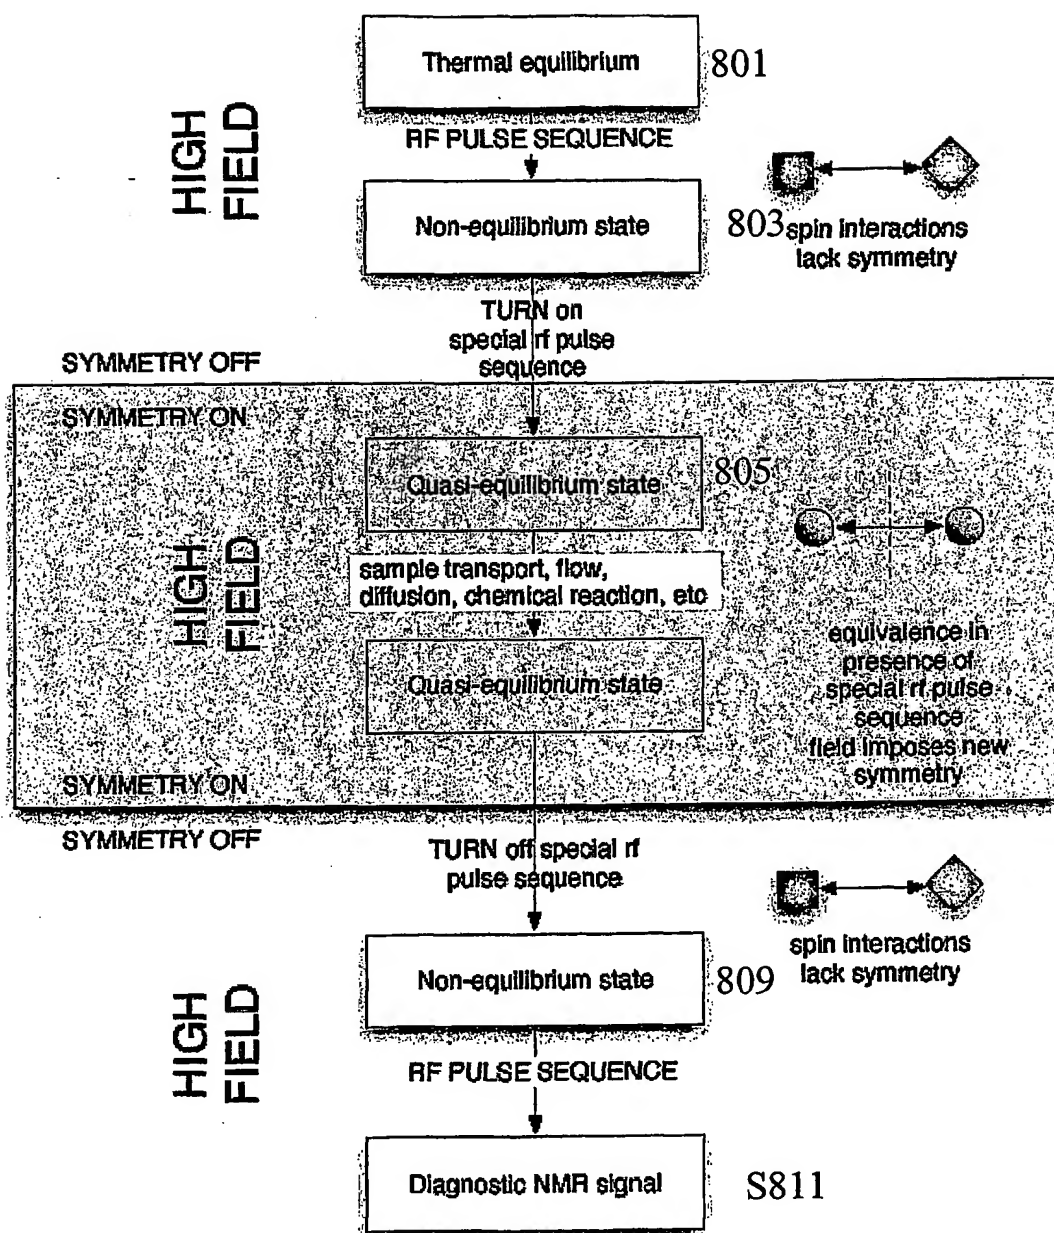 Thermal equilibrium
801
HIGH
FIELD
RF PULSE SEQUENCE
Non-equilibrium state
803
spin interactions
lack symmetry
TURN on
special rf pulse
sequence
SYMMETRY OFF
SYMMETRY ON
Quasi-equilibrium state
805
HIGH
FIELD
sample transport, flow,
diffusion, chemical reaction, etc
Quasi-equilibrium state
equivalence in
presence of
special rf pulse
sequence
field imposes new
symmetry
SYMMETRY ON
SYMMETRY OFF
TURN off special rf
pulse sequence
spin interactions
lack symmetry
Non-equilibrium state
809
HIGH
FIELD
RF PULSE SEQUENCE
Diagnostic NMR signal
S811